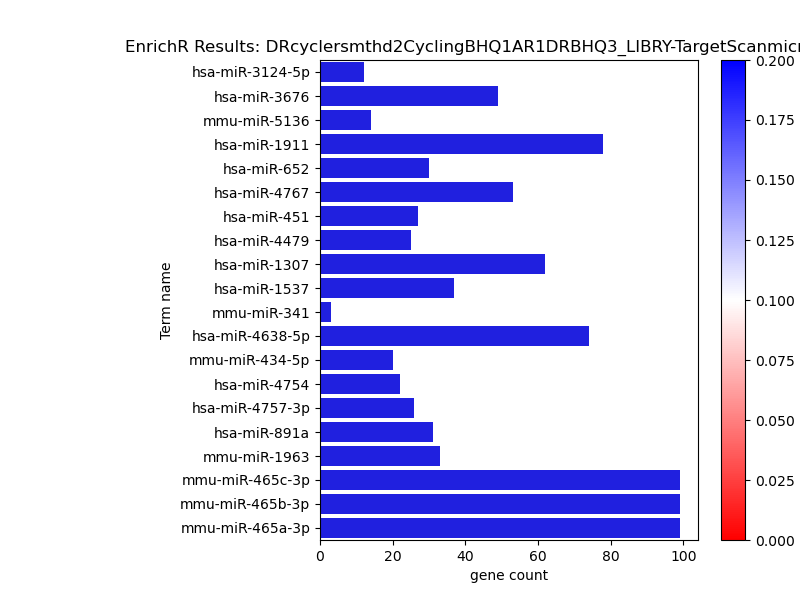 EnrichR Results: DRcyclersmthd2CyclingBHQ1AR1DRBHQ3_LIBRY-TargetScanmicr
hsa-miR-3124-5p
hsa-miR-3676
mmu-miR-5136
hsa-miR-1911
hsa-miR-652
hsa-miR-4767
hsa-miR-451
hsa-miR-4479
hsa-miR-1307
hsa-miR-1537
mmu-miR-341
hsa-miR-4638-5p
mmu-miR-434-5p
hsa-miR-4754
hsa-miR-4757-3p
hsa-miR-891a
mmu-miR-1963
mmu-miR-465c-3p
mmu-miR-465b-3p
mmu-miR-465a-3p
Term name
0 20 40 60 80 100
gene count
0.200
0.175
0.150
0.125
0.100
0.075
0.050
0.025
0.000